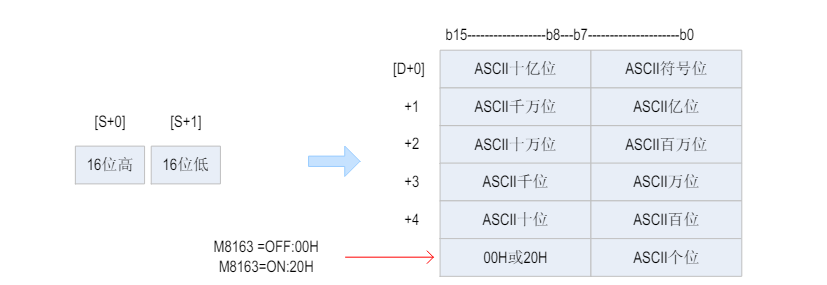 b15------------------b8---b7---------------------b0
[D+0] ASCII十亿位 ASCII符号位
+1 ASCII千万位 ASCII亿位
[S+0] [S+1]
+2 ASCII十万位 ASCII百万位
16位高 16位低
+3 ASCII千位 ASCII万位
+4 ASCII十位 ASCII百位
M8163 =OFF:00H
00H或20H ASCII个位
M8163=ON:20H